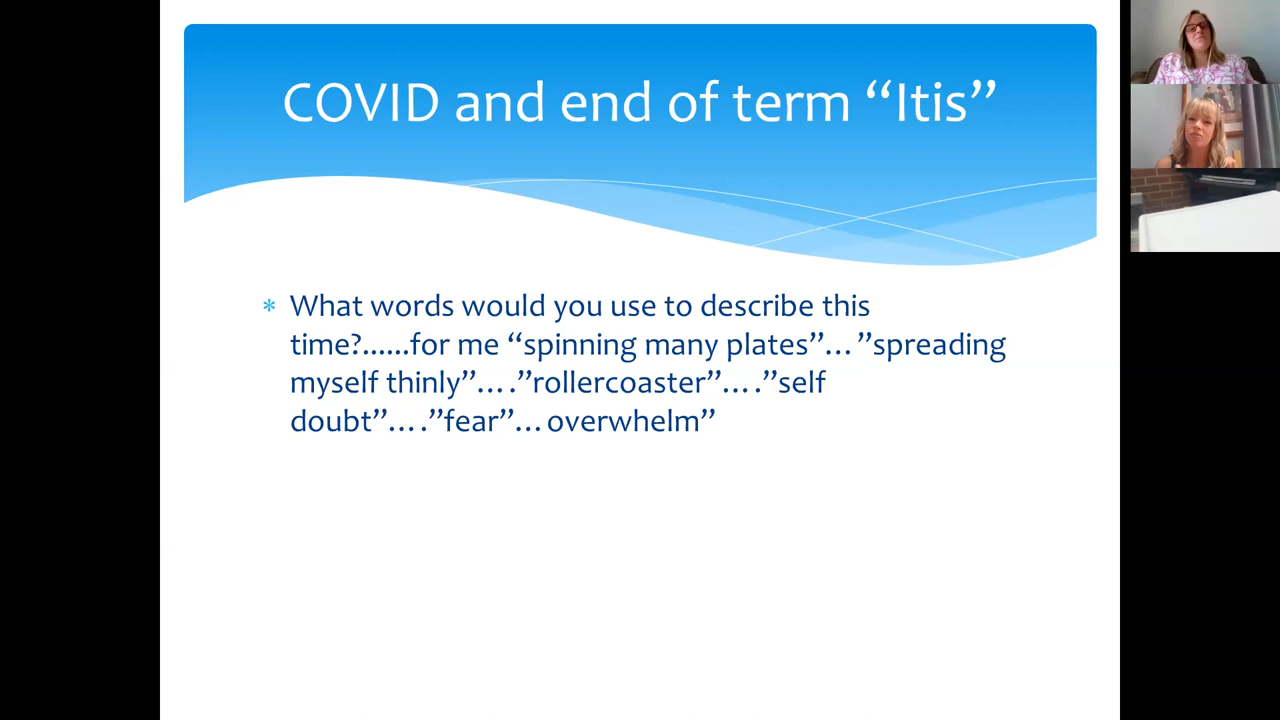 COVID and end of term “Itis”
* What words would you use to describe this
time?......for me “spinning many plates”…”spreading
myself thinly”….”rollercoaster”….”self
doubt”….”fear”…overwhelm”